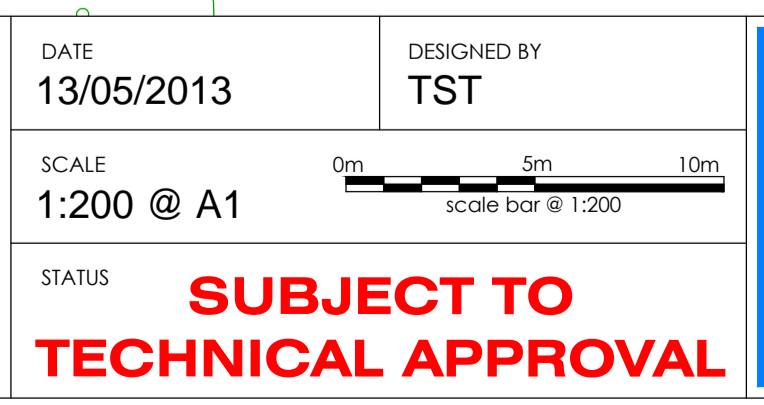 DATE
13/05/2013
DESIGNED BY
TST
SCALE
1:200 @ A1
0m 5m 10m
scale bar @ 1:200
STATUS
SUBJECT TO
TECHNICAL APPROVAL